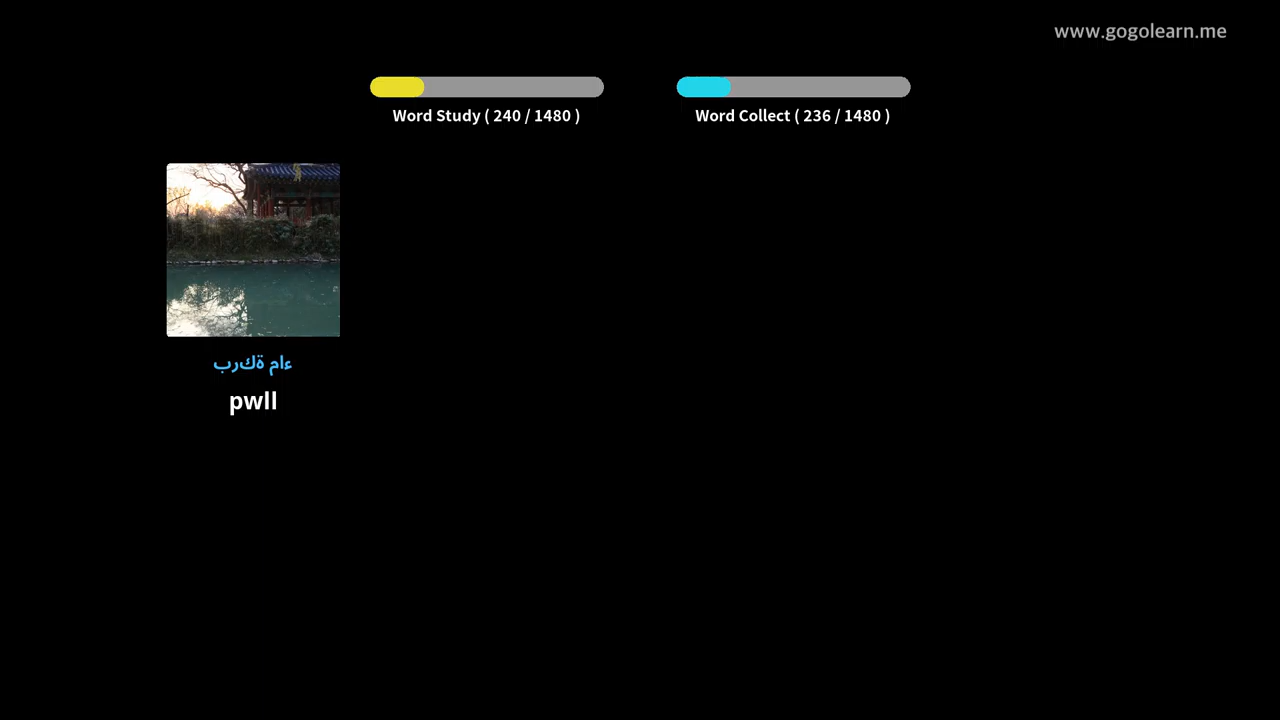 www.gogolearn.me
Word Study ( 240 / 1480 )
Word Collect ( 236 / 1480 )
بركة ماء
pwll